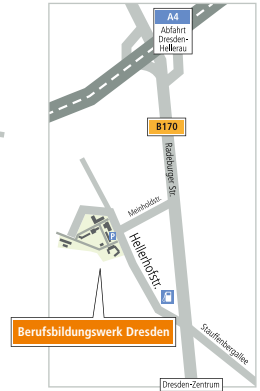 A4
Abfahrt
Dresden-
Hellerau
B170
Radeburger Str.
Meinholdstr.
P
Hellerhofstr.
Berufsbildungswerk Dresden
Stauffenbergallee
Dresden-Zentrum